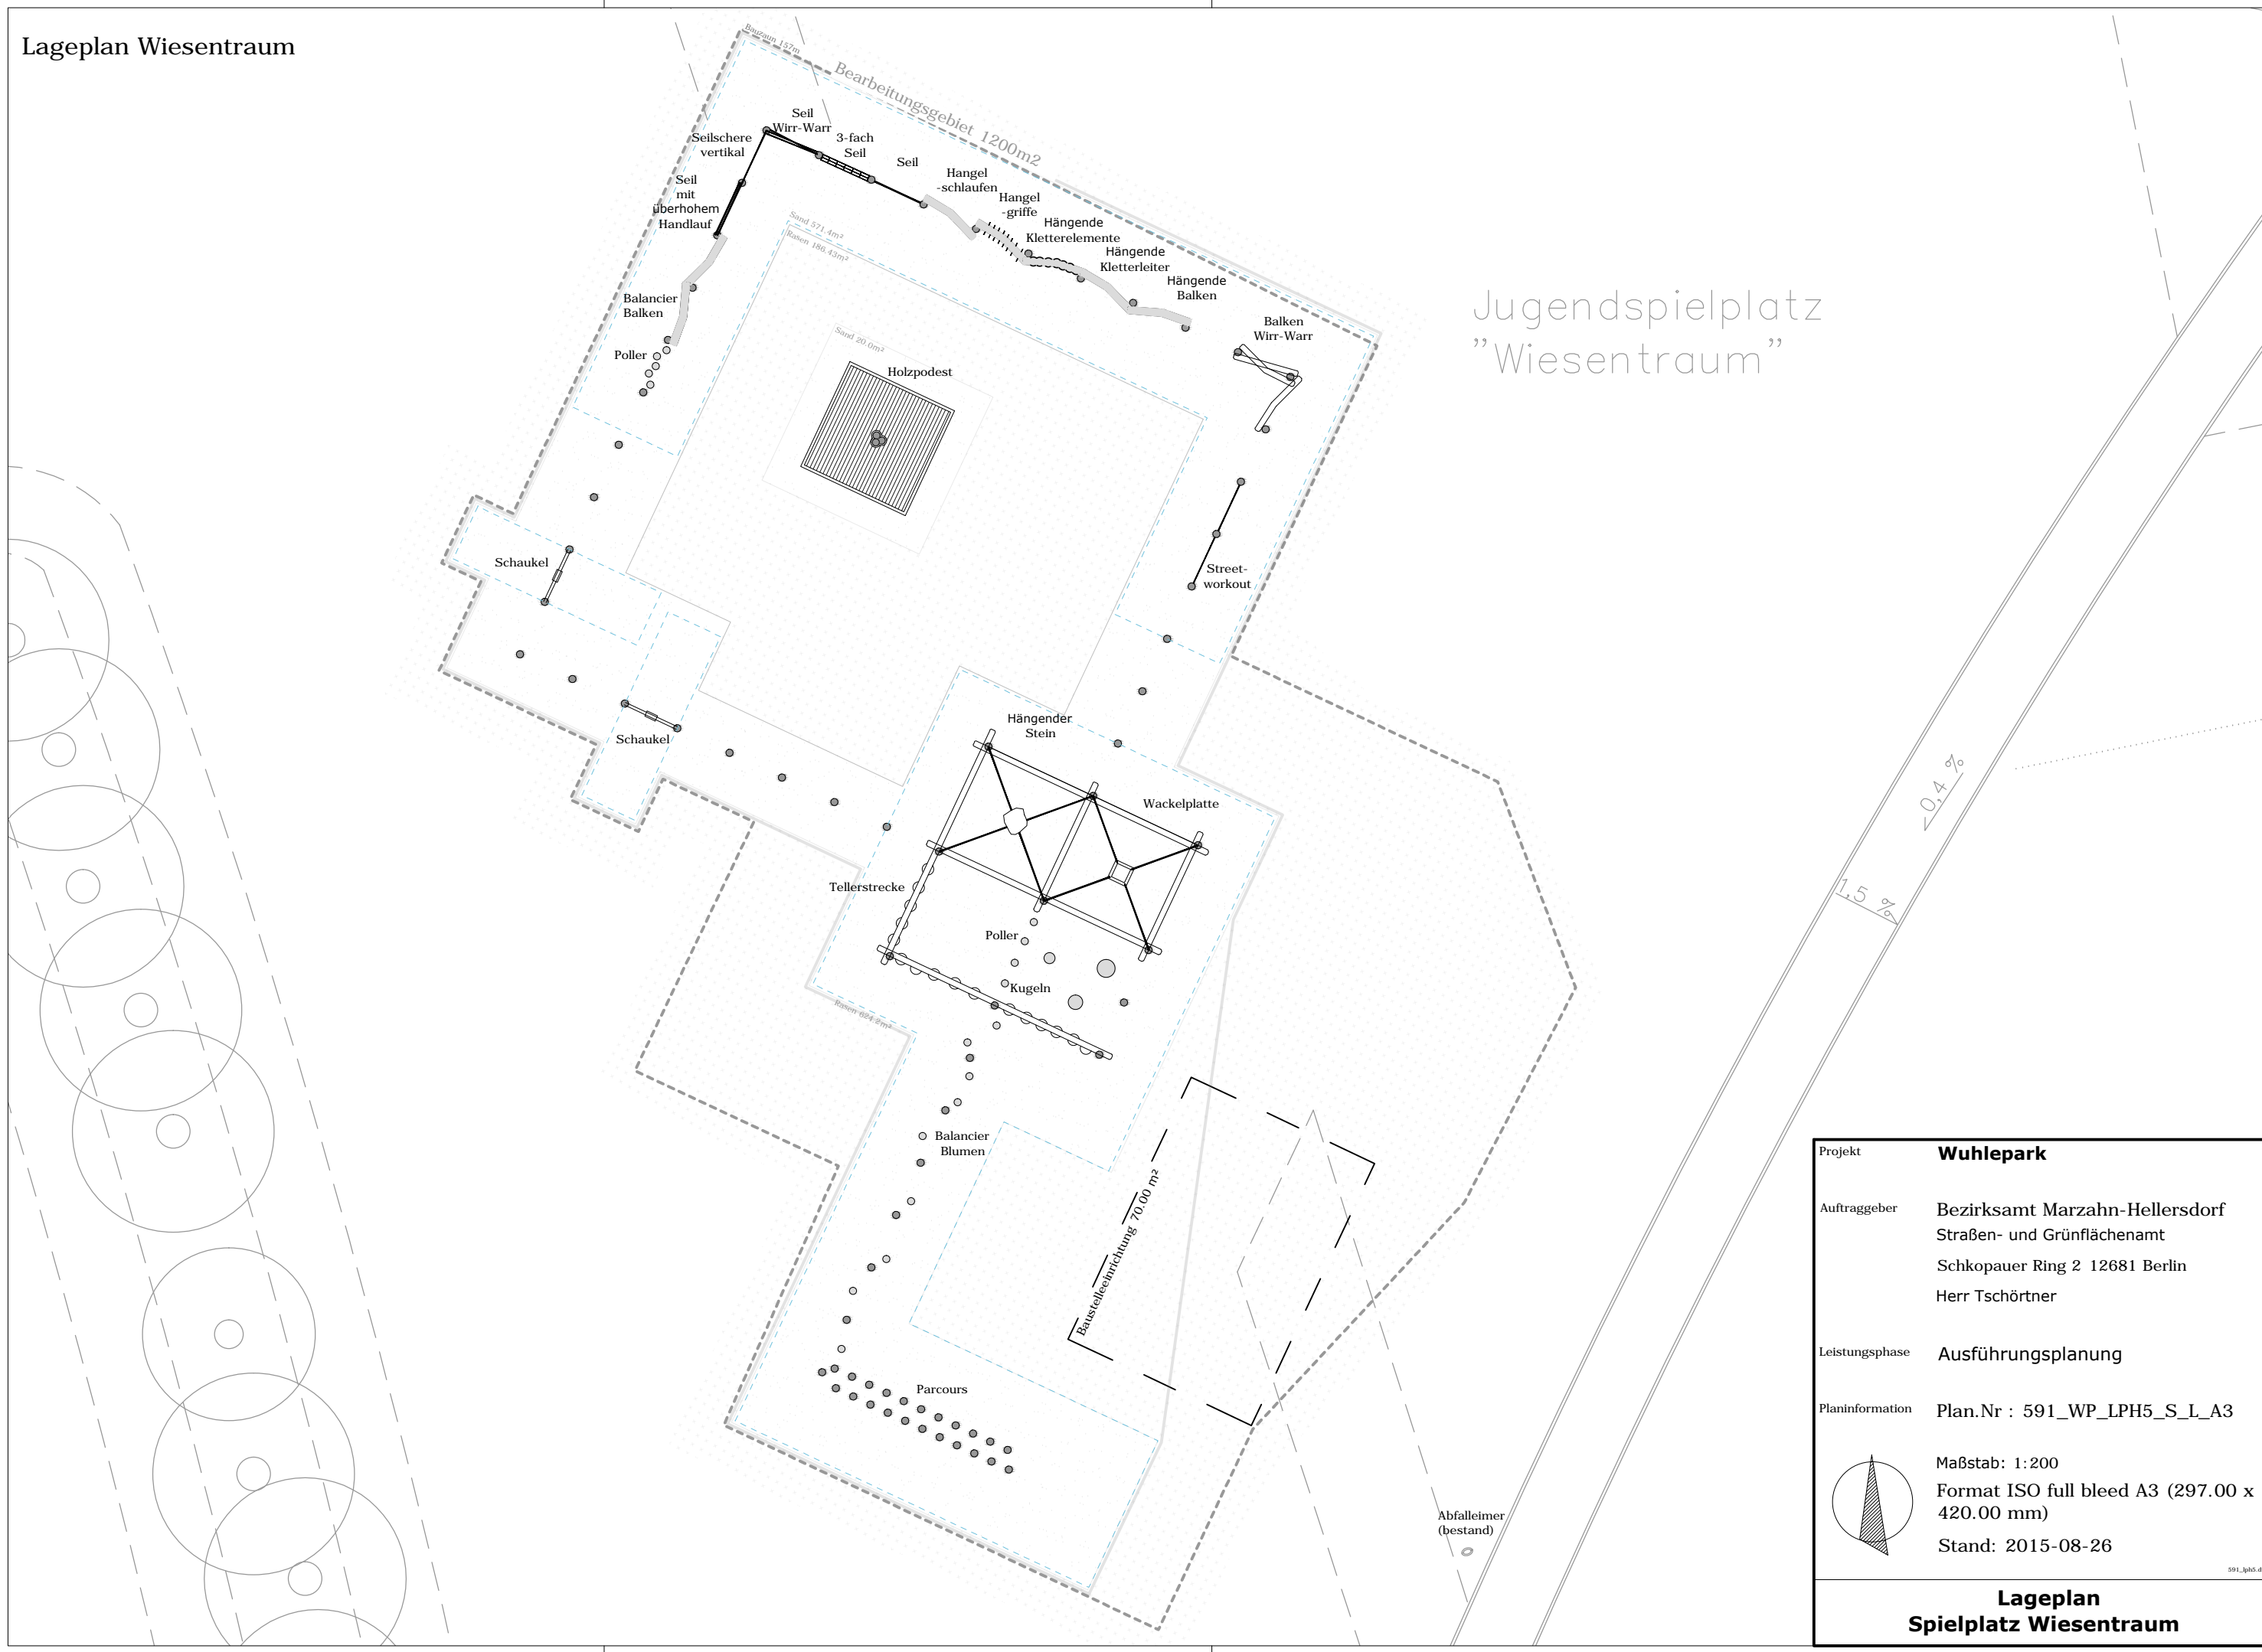 Lageplan Wiesentraum
Bauzaun 157m
Bearbeitungsgebiet 1200m2
Seil
Wirr-Warr
Seilschere
vertikal
3-fach
Seil
Seil
Seil
mit
überhohem
Handlauf
Hangel
-schlaufen
Hangel
-griffe
Hängende
Kletterelemente
Hängende
Kletterleiter
Hängende
Balken
Balken
Wirr-Warr
Sand 571.4m²
Rasen 186.43m²
Balancier
Balken
Poller
Sand 20.0m²
Holzpodest
Jugendspielplatz
"Wiesentraum"
Schaukel
Street-
workout
Schaukel
Hängender
Stein
Wackelplatte
Tellerstrecke
Poller
Kugeln
Rasen 624.2m²
Balancier
Blumen
Baustelleeinrichtung 70.00 m²
Parcours
0,4 %
1,5 %
Abfalleimer
(bestand)
Projekt Wuhlepark
Auftraggeber Bezirksamt Marzahn-Hellersdorf
Straßen- und Grünflächenamt
Schkopauer Ring 2 12681 Berlin
Herr Tschörtner
Leistungsphase Ausführungsplanung
Planinformation Plan.Nr : 591_WP_LPH5_S_L_A3
Maßstab: 1:200
Format ISO full bleed A3 (297.00 x
420.00 mm)
Stand: 2015-08-26
591_lph5.d
Lageplan
Spielplatz Wiesentraum